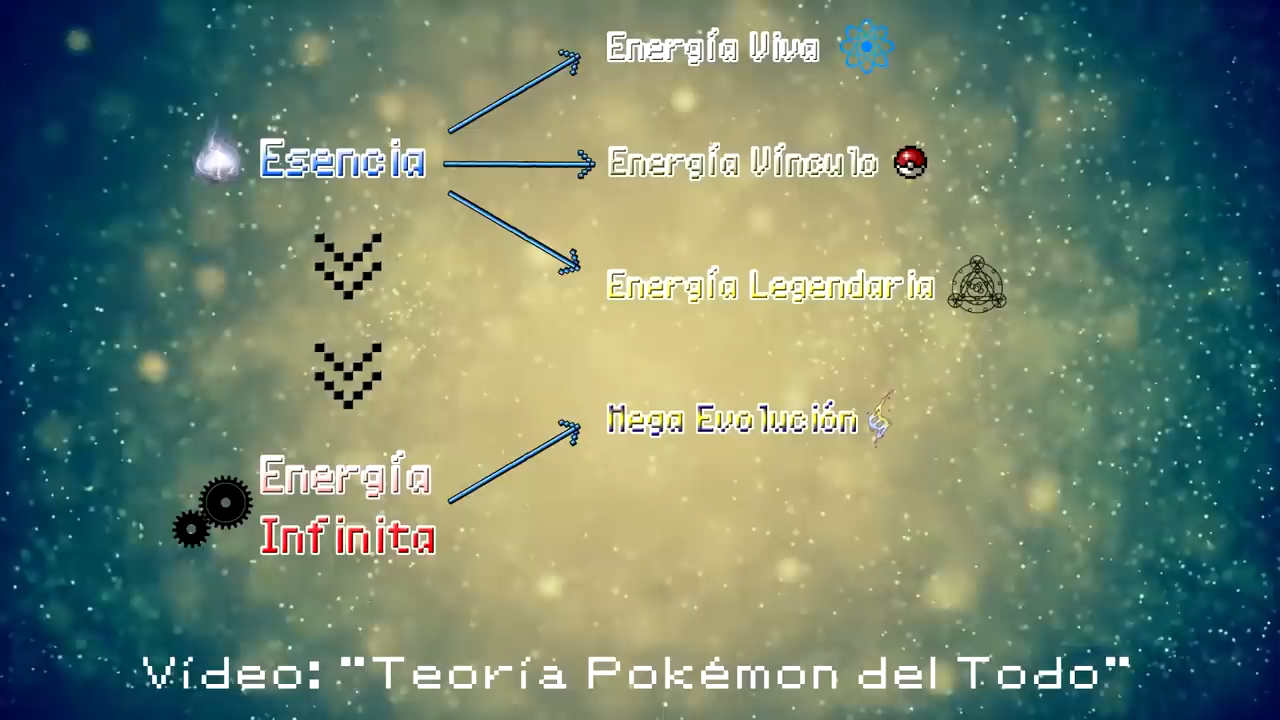 Energía Viva
Esencia
Energía Vínculo
Energía Legendaria
Mega Evolución
Energía
Infinita
Vídeo: "Teoría Pokémon del Todo"